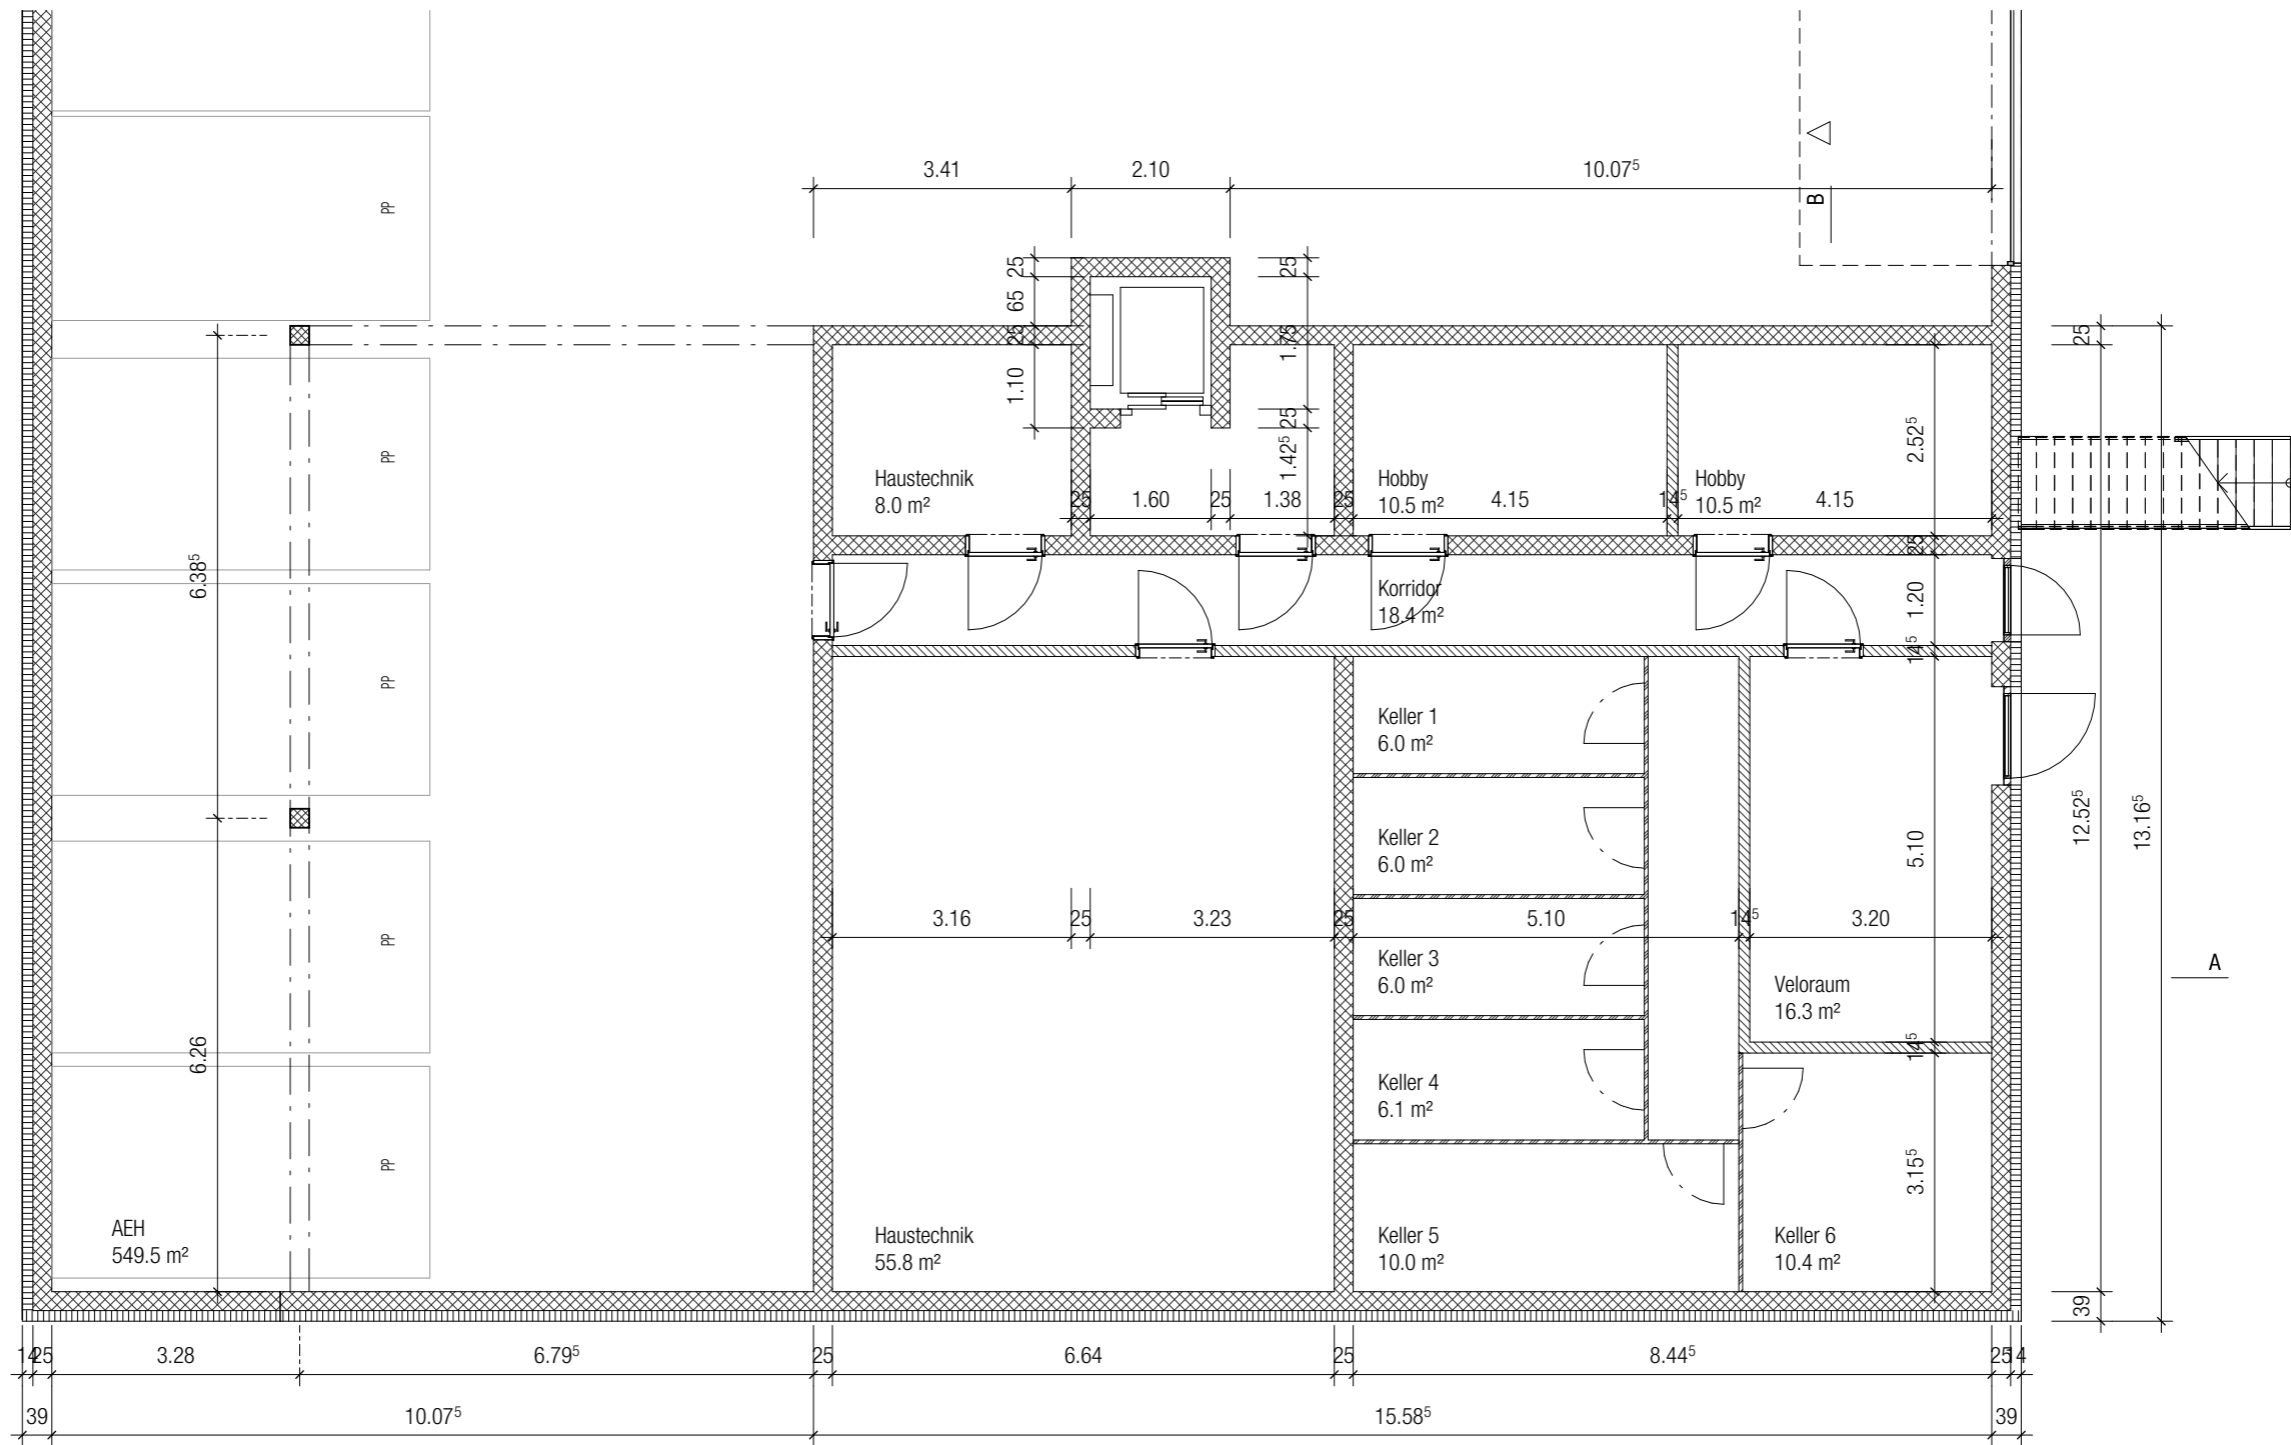 PP
3.41
2.10
10.07⁵
B
25
65
25
1.10
25
1.75
25
1.42⁵
25
PP
6.38⁵
Haustechnik
8.0 m²
25
1.60
25
1.38
25
Hobby
10.5 m²
4.15
14⁵
Hobby
10.5 m²
4.15
2.52⁵
25
1.20
14⁵
Korridor
18.4 m²
PP
Keller 1
6.0 m²
Keller 2
6.0 m²
5.10
12.52⁵
13.16⁵
PP
3.16
25
3.23
25
5.10
14⁵
3.20
Keller 3
6.0 m²
A
Veloraum
16.3 m²
6.26
14⁵
Keller 4
6.1 m²
PP
3.15⁵
AEH
549.5 m²
Haustechnik
55.8 m²
Keller 5
10.0 m²
Keller 6
10.4 m²
39
14
25
3.28
6.79⁵
25
6.64
25
8.44⁵
25
14
39
10.07⁵
15.58⁵
39